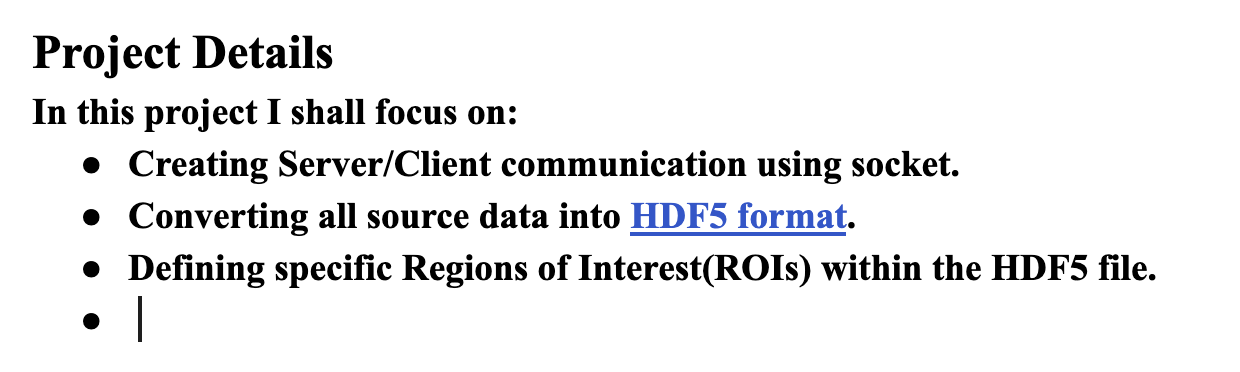 Project Details
In this project I shall focus on:
● Creating Server/Client communication using socket.
● Converting all source data into HDF5 format.
● Defining specific Regions of Interest(ROIs) within the HDF5 file.
●